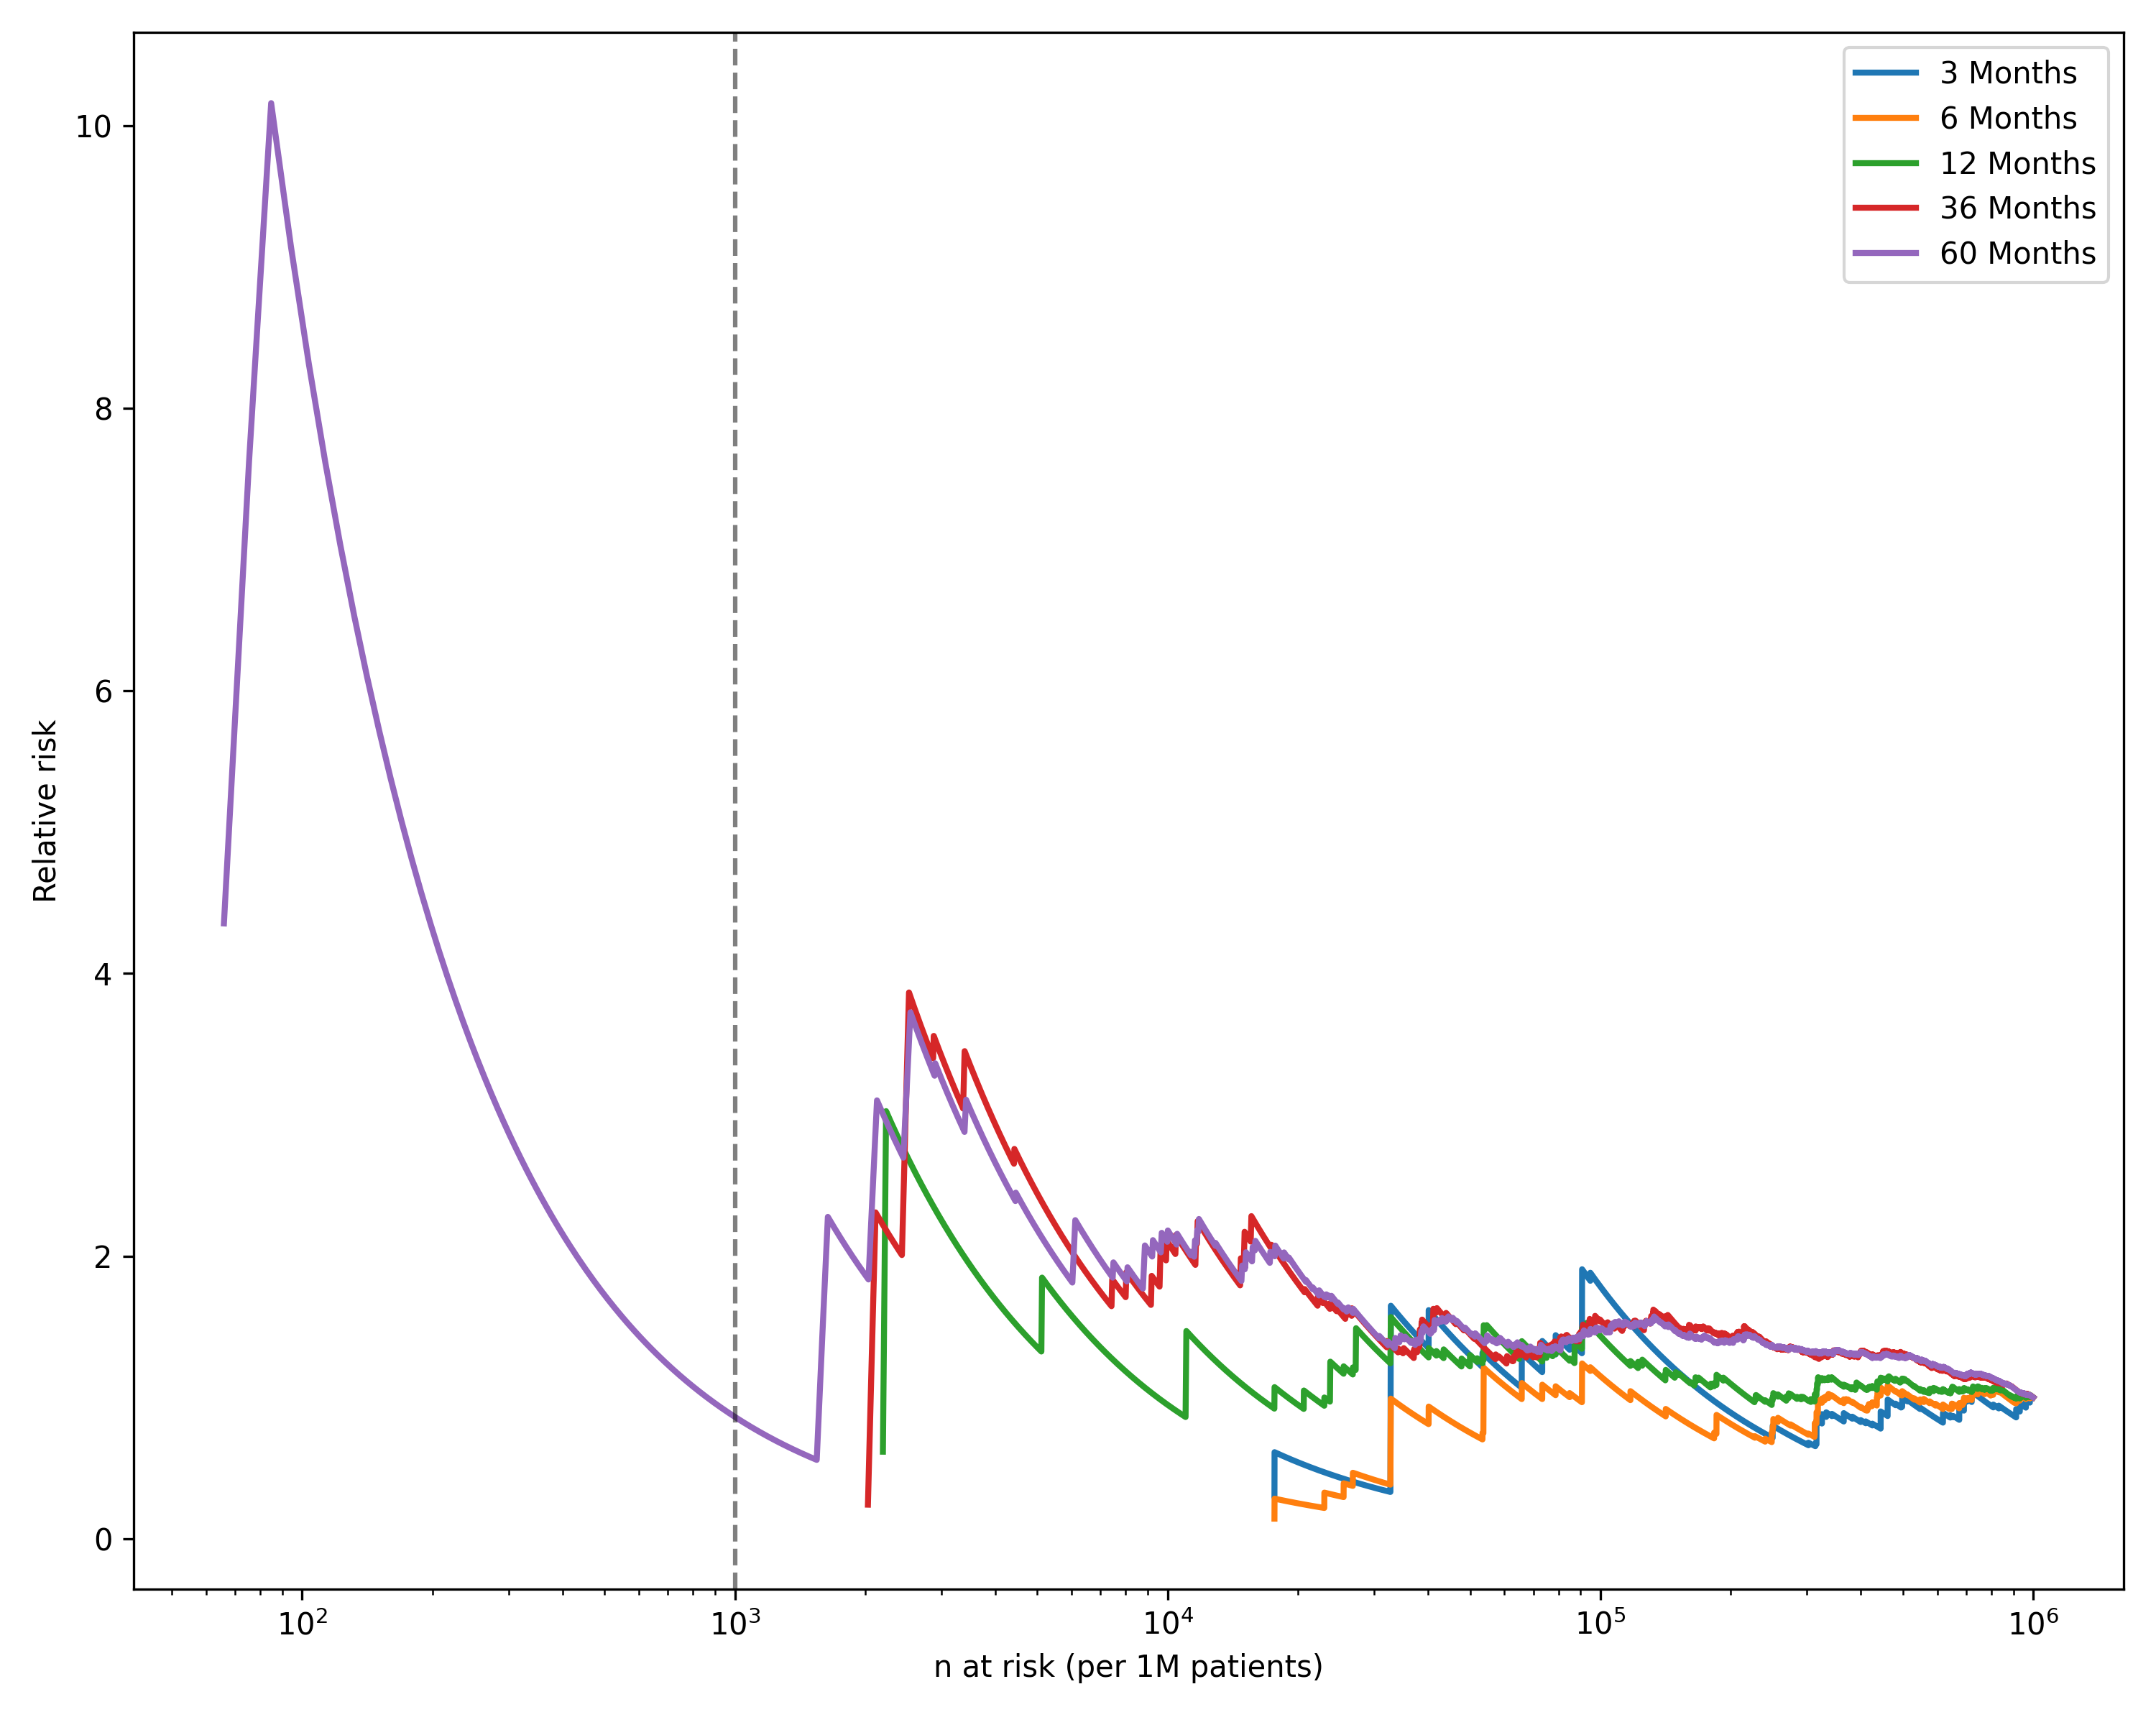 3 Months
6 Months
12 Months
36 Months
60 Months
10
8
6
4
2
0
Relative risk
10² 10³ 10⁴ 10⁵ 10⁶
n at risk (per 1M patients)